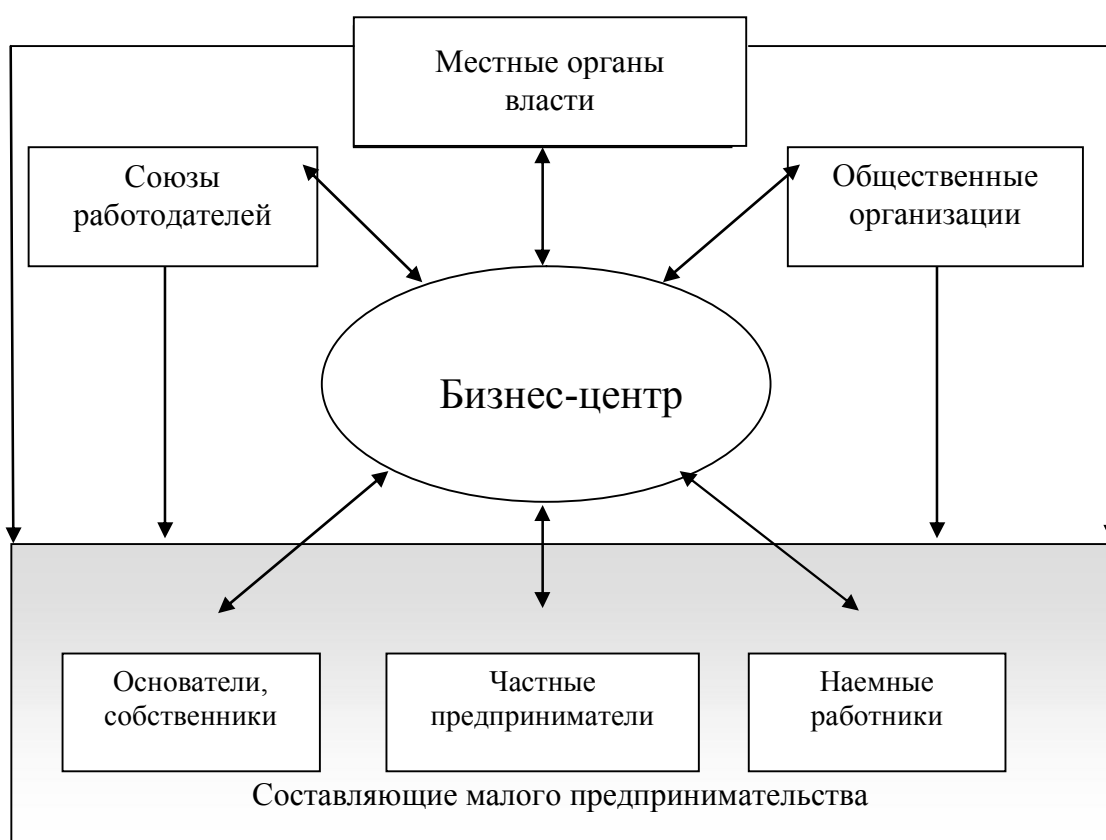 Местные органы
власти
Союзы
работодателей
Общественные
организации
Бизнес-центр
Основатели,
собственники
Частные
предприниматели
Наемные
работники
Составляющие малого предпринимательства